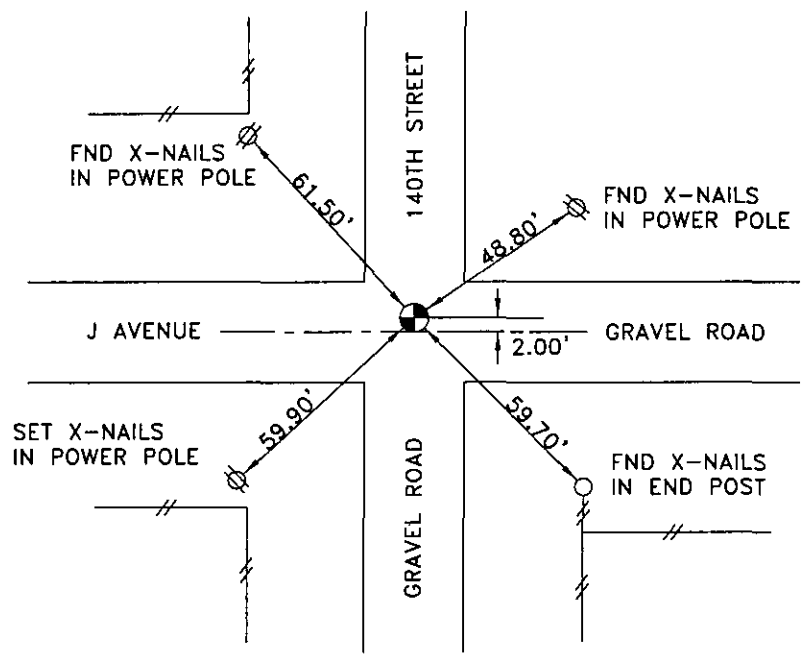 140TH STREET
FND X-NAILS
IN POWER POLE
61.50'
FND X-NAILS
IN POWER POLE
48.80'
J AVENUE
2.00'
GRAVEL ROAD
SET X-NAILS
IN POWER POLE
59.90'
59.70'
FND X-NAILS
IN END POST
GRAVEL ROAD